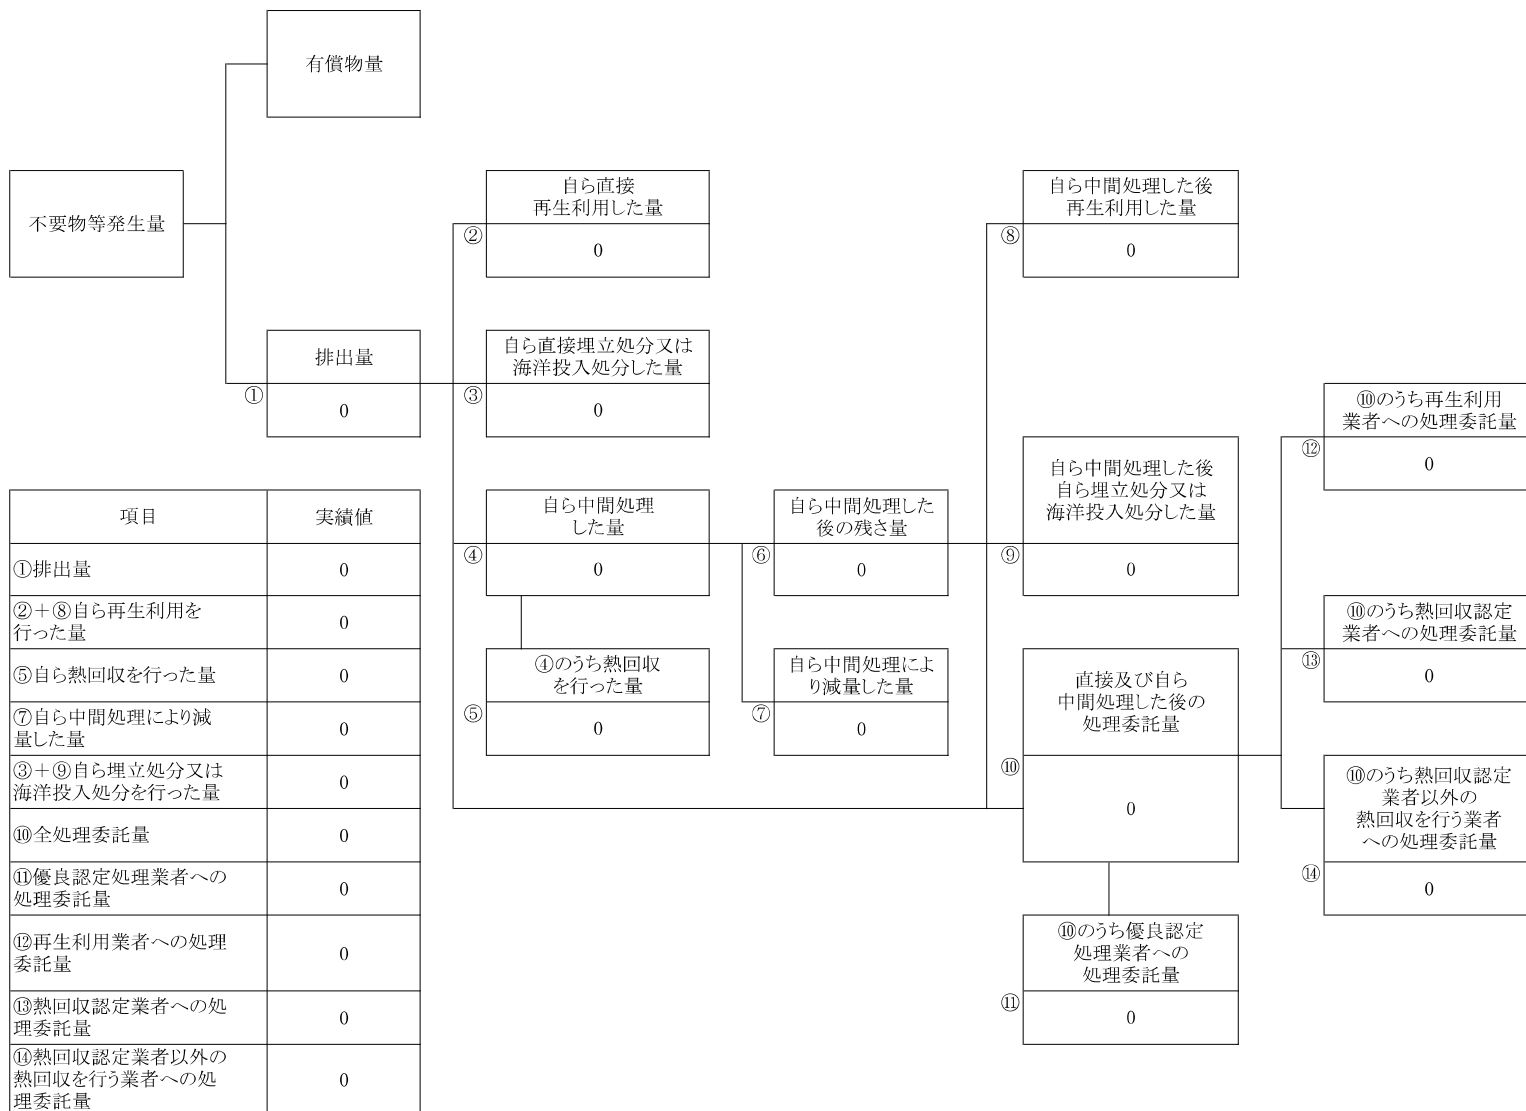 有償物量
不要物等発生量
排出量
①
0
自ら直接
再生利用した量
②
0
自ら直接埋立処分又は
海洋投入処分した量
③
0
自ら中間処理
した量
④
0
④のうち熱回収
を行った量
⑤
0
自ら中間処理した
後の残さ量
⑥
0
自ら中間処理によ
り減量した量
⑦
0
自ら中間処理した後
再生利用した量
⑧
0
自ら中間処理した後
自ら埋立処分又は
海洋投入処分した量
⑨
0
直接及び自ら
中間処理した後の
処理委託量
⑩
0
⑩のうち優良認定
処理業者への
処理委託量
⑪
0
⑩のうち再生利用
業者への処理委託量
⑫
0
⑩のうち熱回収認定
業者への処理委託量
⑬
0
⑩のうち熱回収認定
業者以外の
熱回収を行う業者
への処理委託量
⑭
0
項目 実績値
①排出量 0
②+⑧自ら再生利用を
行った量 0
⑤自ら熱回収を行った量 0
⑦自ら中間処理により減
量した量 0
③+⑨自ら埋立処分又は
海洋投入処分を行った量 0
⑩全処理委託量 0
⑪優良認定処理業者への
処理委託量 0
⑫再生利用業者への処理
委託量 0
⑬熱回収認定業者への処
理委託量 0
⑭熱回収認定業者以外の
熱回収を行う業者への処
理委託量 0